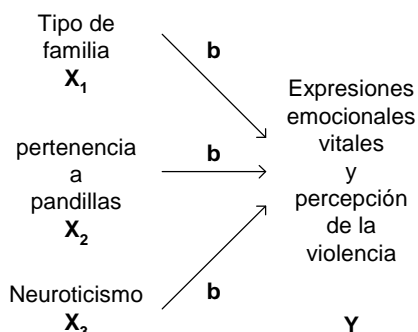 Tipo de
familia
X1
b
pertenencia
a
pandillas
X2
b
Neuroticismo
X3
b
Expresiones
emocionales
vitales
y
percepción
de la
violencia
Y